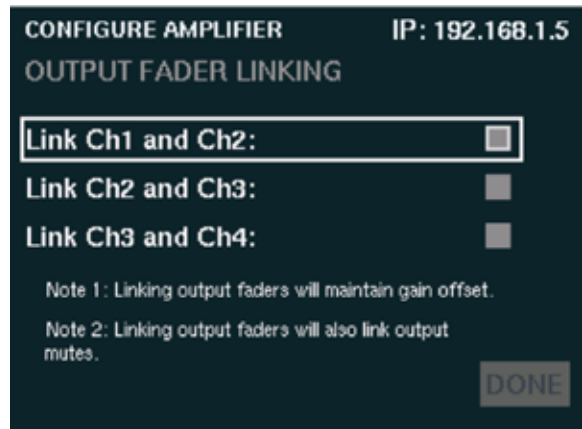 CONFIGURE AMPLIFIER IP: 192.168.1.5
OUTPUT FADER LINKING
Link Ch1 and Ch2:
Link Ch2 and Ch3:
Link Ch3 and Ch4:
Note 1: Linking output faders will maintain gain offset.
Note 2: Linking output faders will also link output
mutes.
DONE